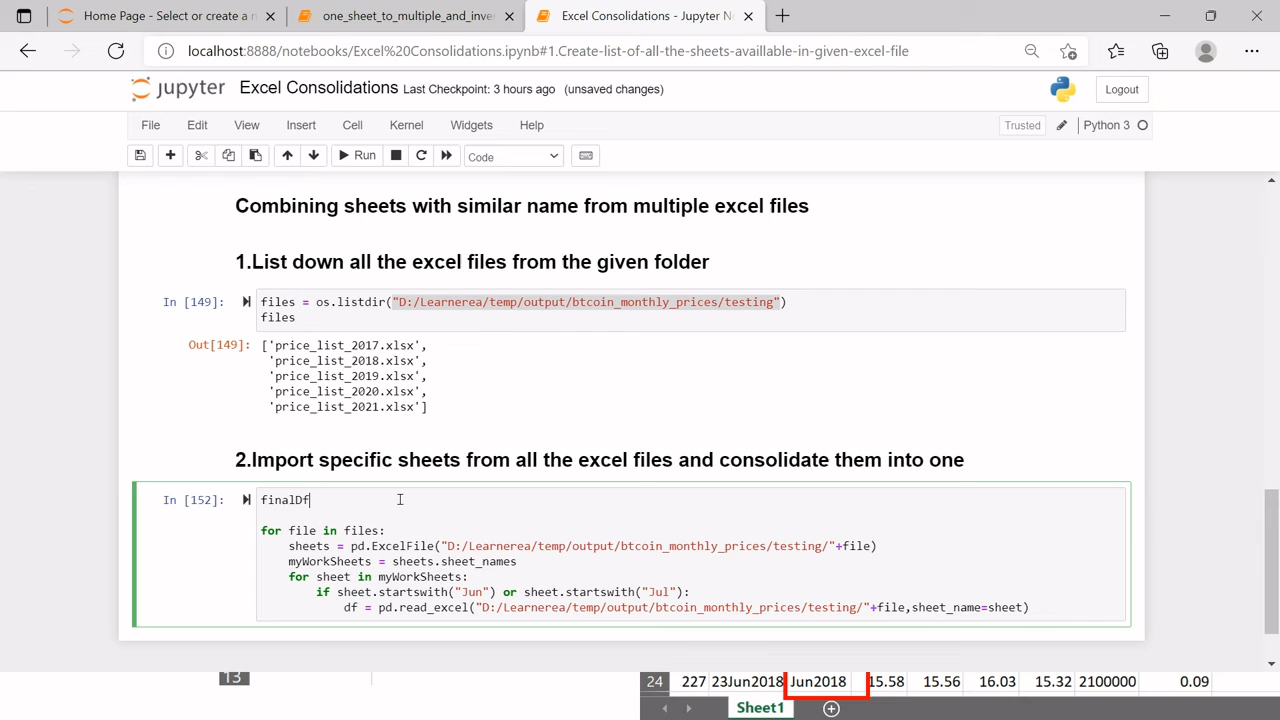 Home Page - Select or create a n
one_sheet_to_multiple_and_inver
Excel Consolidations - Jupyter N
localhost:8888/notebooks/Excel%20Consolidations.ipynb#1.Create-list-of-all-the-sheets-availlable-in-given-excel-file
jupyter Excel Consolidations Last Checkpoint: 3 hours ago (unsaved changes)
Logout
File Edit View Insert Cell Kernel Widgets Help
Trusted
Python 3
Run
Code
Combining sheets with similar name from multiple excel files
1.List down all the excel files from the given folder
In [149]: files = os.listdir("D:/Learnerea/temp/output/btcoin_monthly_prices/testing")
files
Out[149]: ['price_list_2017.xlsx',
'price_list_2018.xlsx',
'price_list_2019.xlsx',
'price_list_2020.xlsx',
'price_list_2021.xlsx']
2.Import specific sheets from all the excel files and consolidate them into one
In [152]: finalDf
for file in files:
sheets = pd.ExcelFile("D:/Learnerea/temp/output/btcoin_monthly_prices/testing/"+file)
myWorkSheets = sheets.sheet_names
for sheet in myWorkSheets:
if sheet.startswith("Jun") or sheet.startswith("Jul"):
df = pd.read_excel("D:/Learnerea/temp/output/btcoin_monthly_prices/testing/"+file,sheet_name=sheet)
13
24 227 23Jun2018 Jun2018 15.58 15.56 16.03 15.32 2100000 0.09
Sheet1